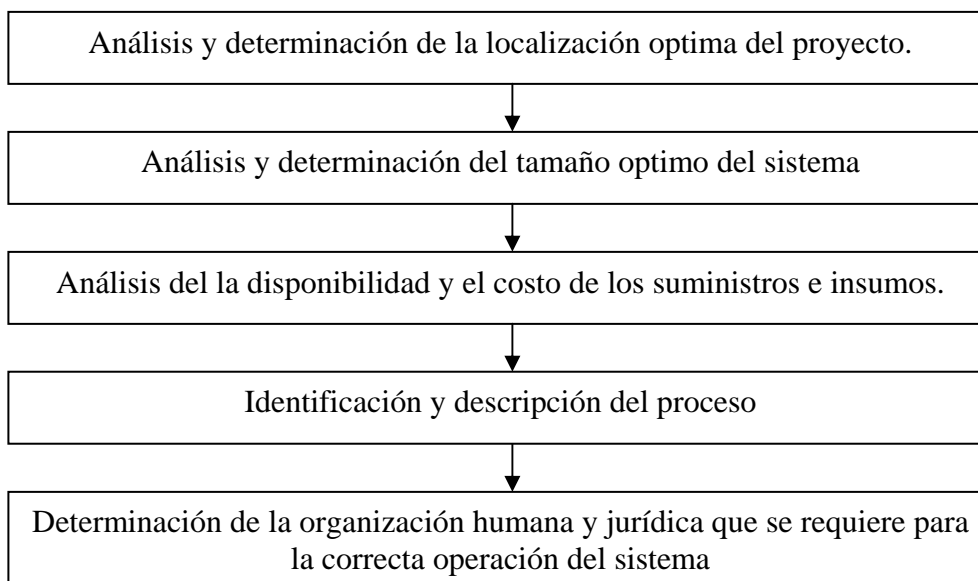 Análisis y determinación de la localización optima del proyecto.
Análisis y determinación del tamaño optimo del sistema
Análisis del la disponibilidad y el costo de los suministros e insumos.
Identificación y descripción del proceso
Determinación de la organización humana y jurídica que se requiere para
la correcta operación del sistema